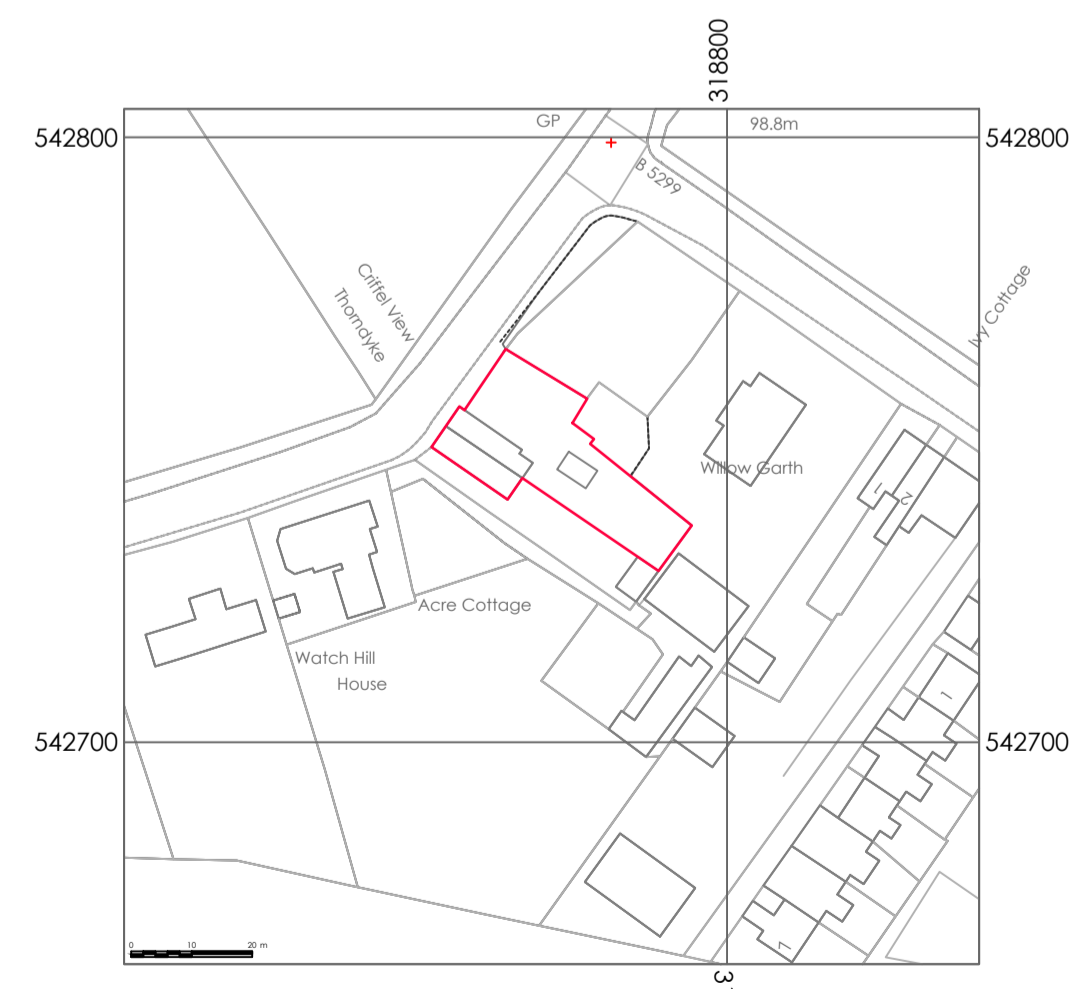 318800
542800
GP
98.8m
542800
B 5299
Criffel View
Thorndyke
Ivy Cottage
Willow Garth
1
2
Acre Cottage
Watch Hill
House
1
542700
542700
7
0 10 20 m